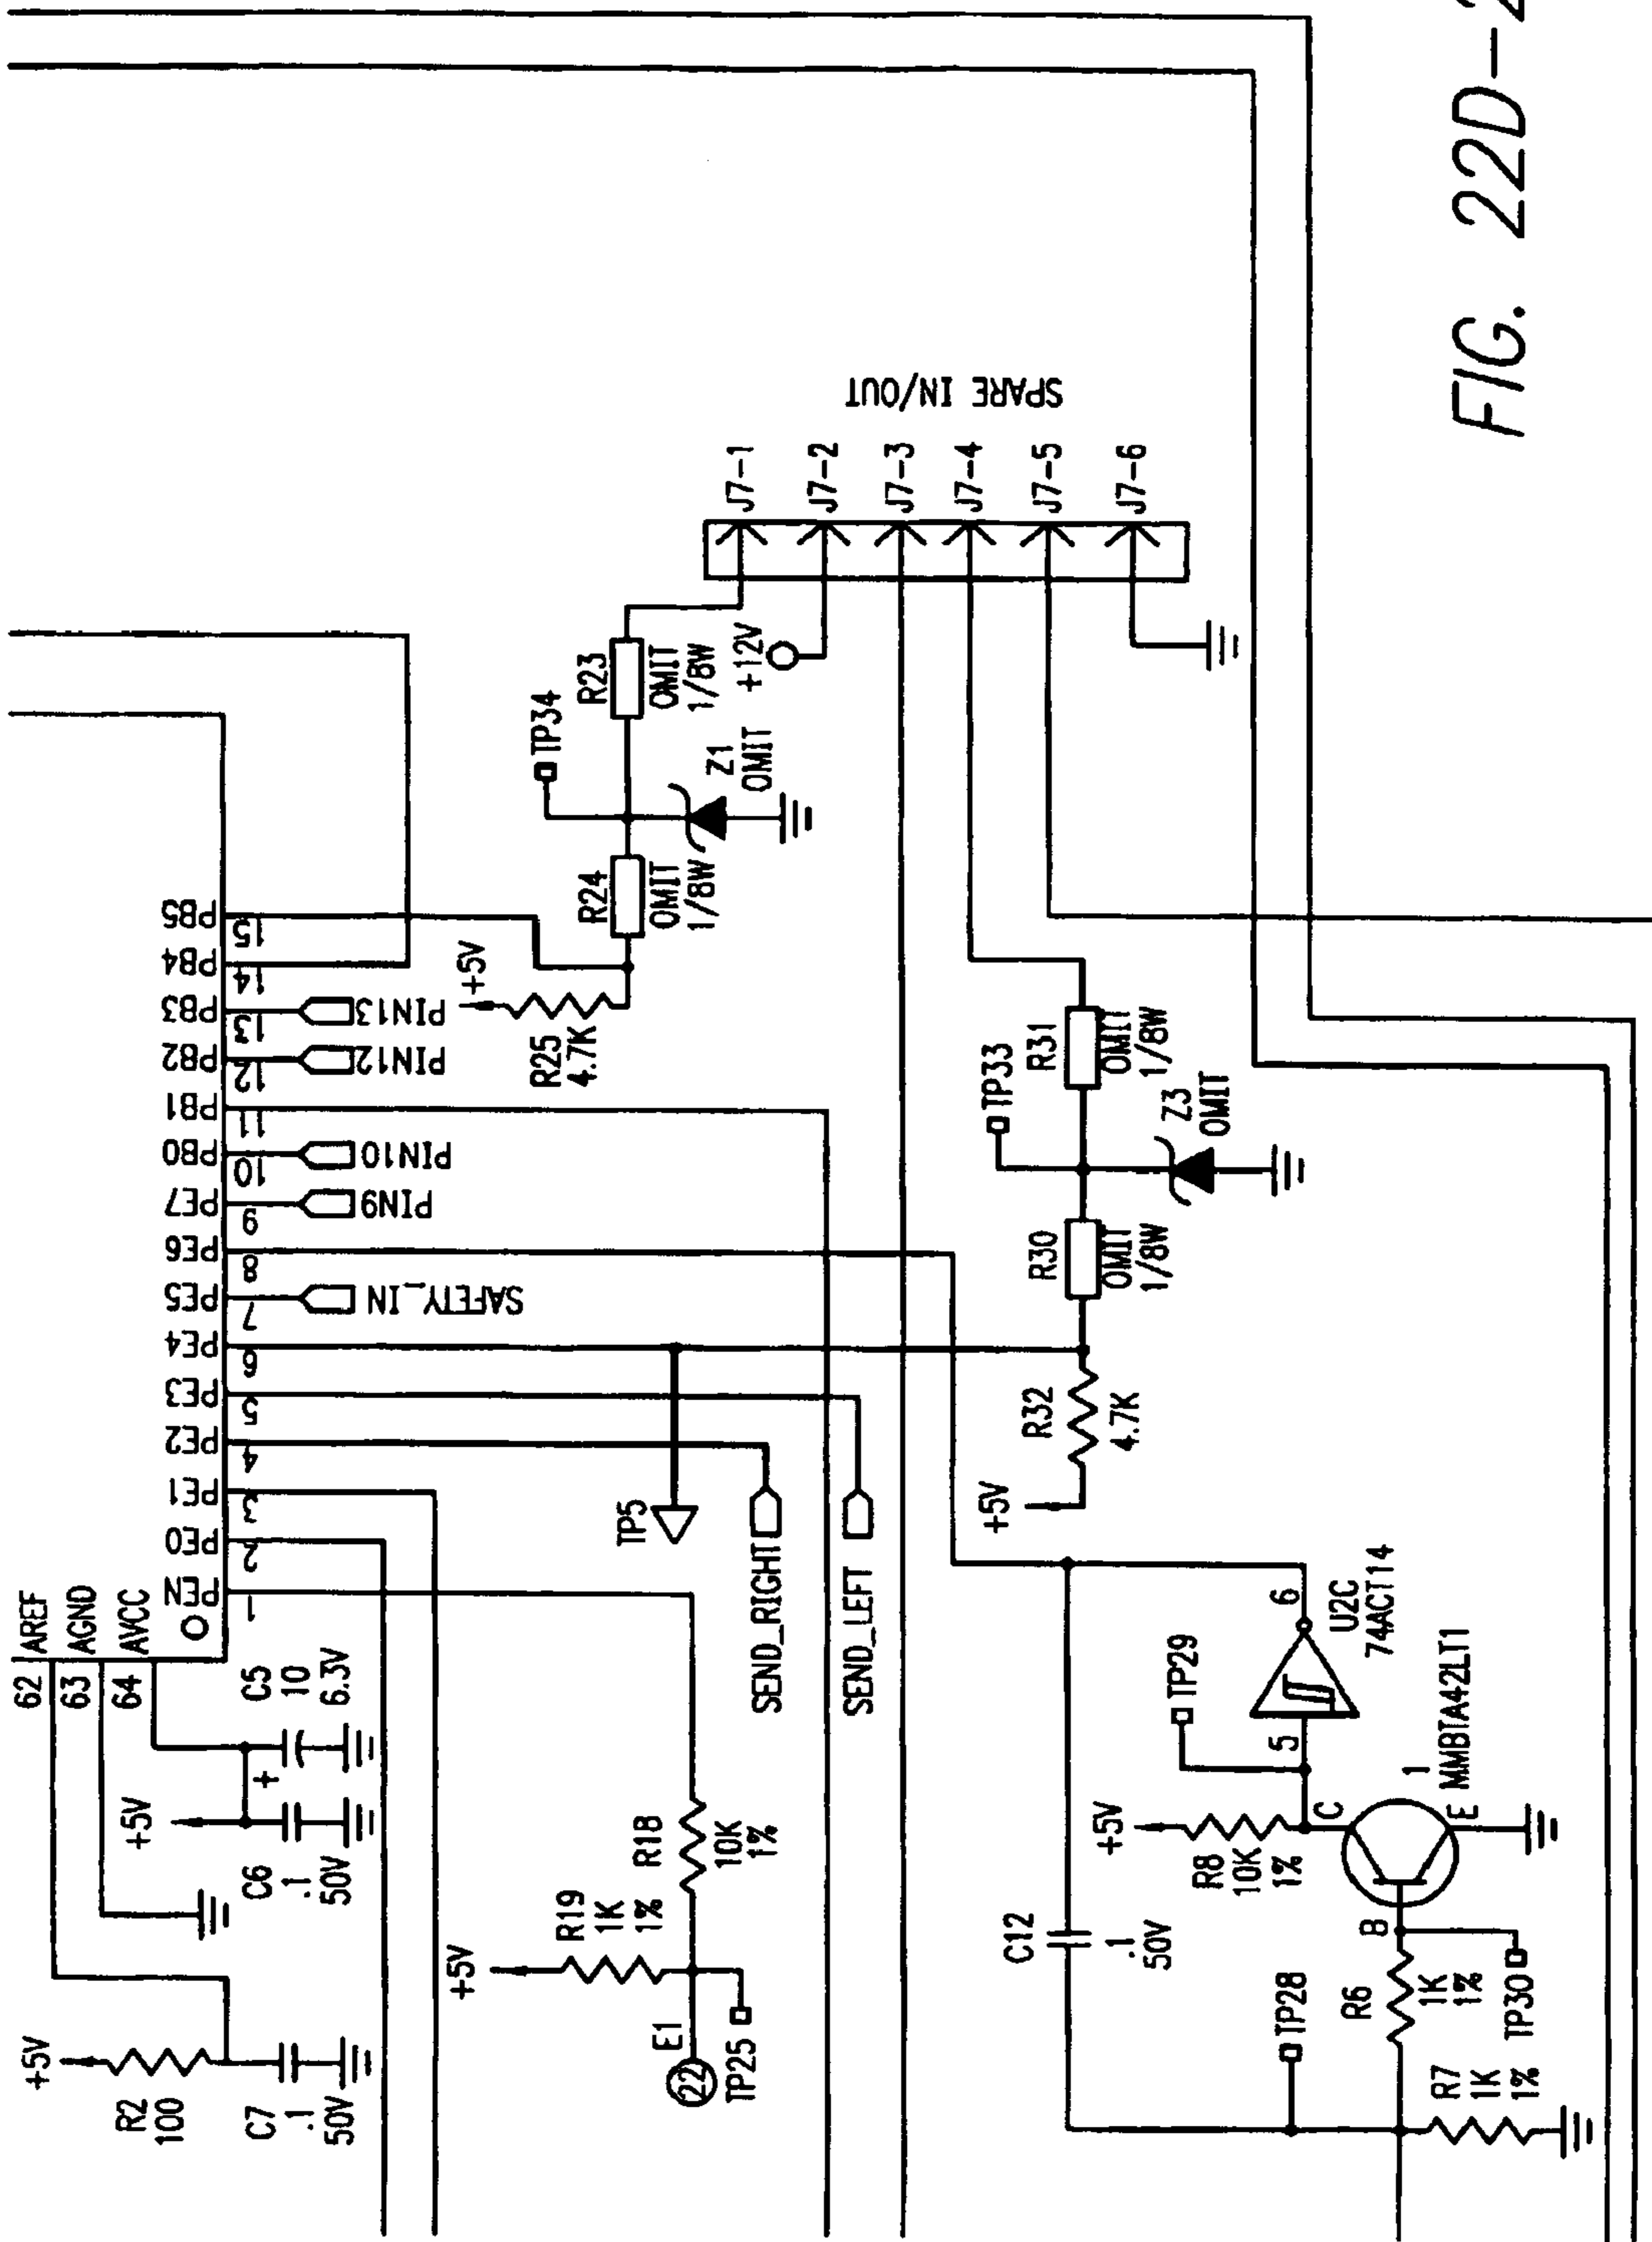 62 AREF
63 AGND
64 AVCC
PEN
1
PE0
2
PE1
3
PE2
4
PE3
5
PE4
6
PE5
7
PE6
8
PE7
9
PB0
10
PB1
11
PB2
12
PB3
13
PB4
14
PB5
15
SAFETY_IN
PIN9
PIN10
PIN12
PIN13
+5V
R2
100
C7
.1
50V
+5V
C6
.1
50V
+
C5
10
6.3V
+5V
R19
1K
1%
R18
10K
1%
E1
22
TP25
TP5
SEND_RIGHT
SEND_LEFT
+5V
R25
4.7K
R24
OMIT
1/8W
TP34
Z1
OMIT
R23
OMIT
1/8W
+12V
J7-1
J7-2
J7-3
J7-4
J7-5
J7-6
SPARE IN/OUT
+5V
R32
4.7K
R30
OMIT
1/8W
TP33
Z3
OMIT
R31
OMIT
1/8W
C12
.1
50V
TP28
R7
1K
1%
R6
1K
1%
TP30
+5V
R8
10K
1%
B
C
E
1
MMBTA42LT1
TP29
5
6
U2C
74ACT14
FIG. 22D-2